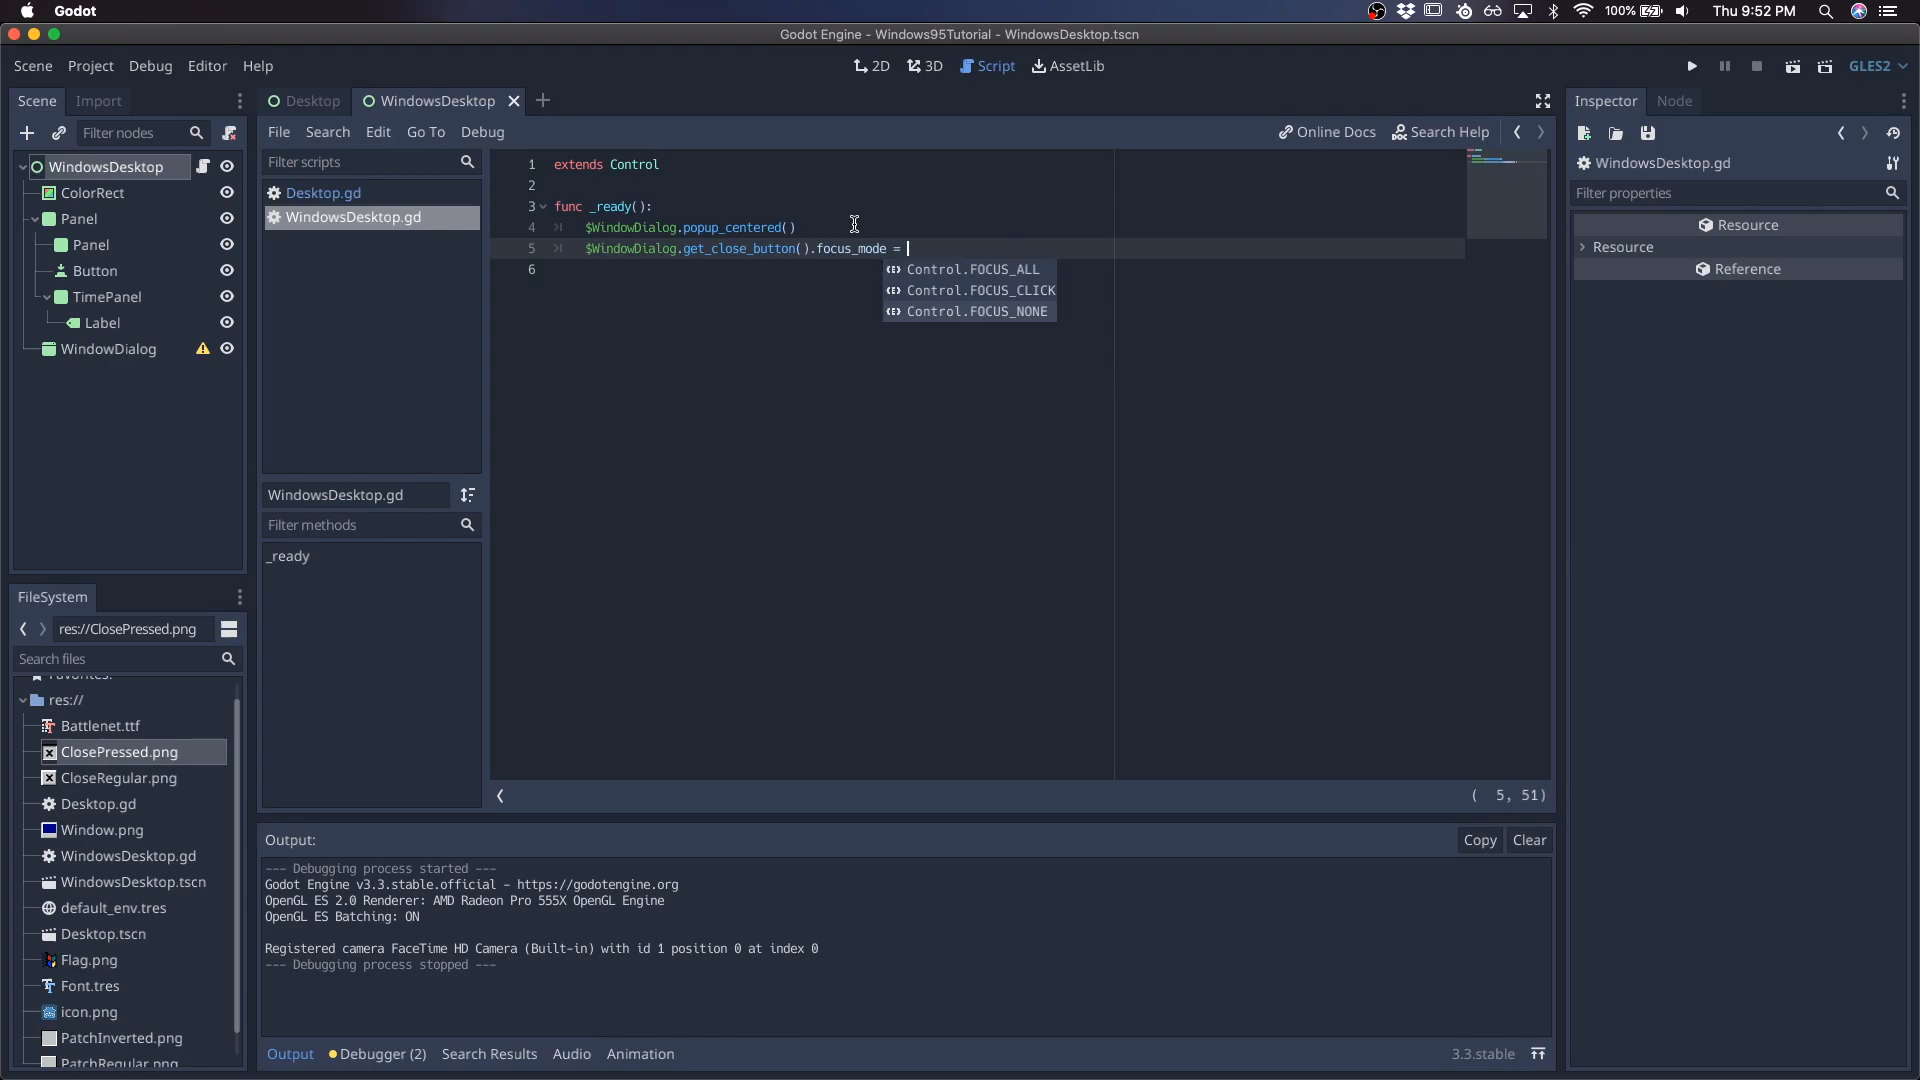 Godot
100%
Thu 9:52 PM
Godot Engine - Windows95Tutorial - WindowsDesktop.tscn
Scene Project Debug Editor Help
2D 3D Script AssetLib
GLES2
Scene Import
Filter nodes
WindowsDesktop
ColorRect
Panel
Panel
Button
TimePanel
Label
WindowDialog
FileSystem
res://ClosePressed.png
Search files
Favorites:
res://
Battlenet.ttf
ClosePressed.png
CloseRegular.png
Desktop.gd
Window.png
WindowsDesktop.gd
WindowsDesktop.tscn
default_env.tres
Desktop.tscn
Flag.png
Font.tres
icon.png
PatchInverted.png
PatchRegular.png
Desktop WindowsDesktop
File Search Edit Go To Debug
Online Docs Search Help
Filter scripts
Desktop.gd
WindowsDesktop.gd
WindowsDesktop.gd
Filter methods
_ready
1 extends Control
2
3 func _ready():
4 $WindowDialog.popup_centered()
5 $WindowDialog.get_close_button().focus_mode =
6
Control.FOCUS_ALL
Control.FOCUS_CLICK
Control.FOCUS_NONE
( 5, 51)
Output:
Copy Clear
--- Debugging process started ---
Godot Engine v3.3.stable.official - https://godotengine.org
OpenGL ES 2.0 Renderer: AMD Radeon Pro 555X OpenGL Engine
OpenGL ES Batching: ON
Registered camera FaceTime HD Camera (Built-in) with id 1 position 0 at index 0
--- Debugging process stopped ---
Output Debugger (2) Search Results Audio Animation
3.3.stable
Inspector Node
WindowsDesktop.gd
Filter properties
Resource
Resource
Reference